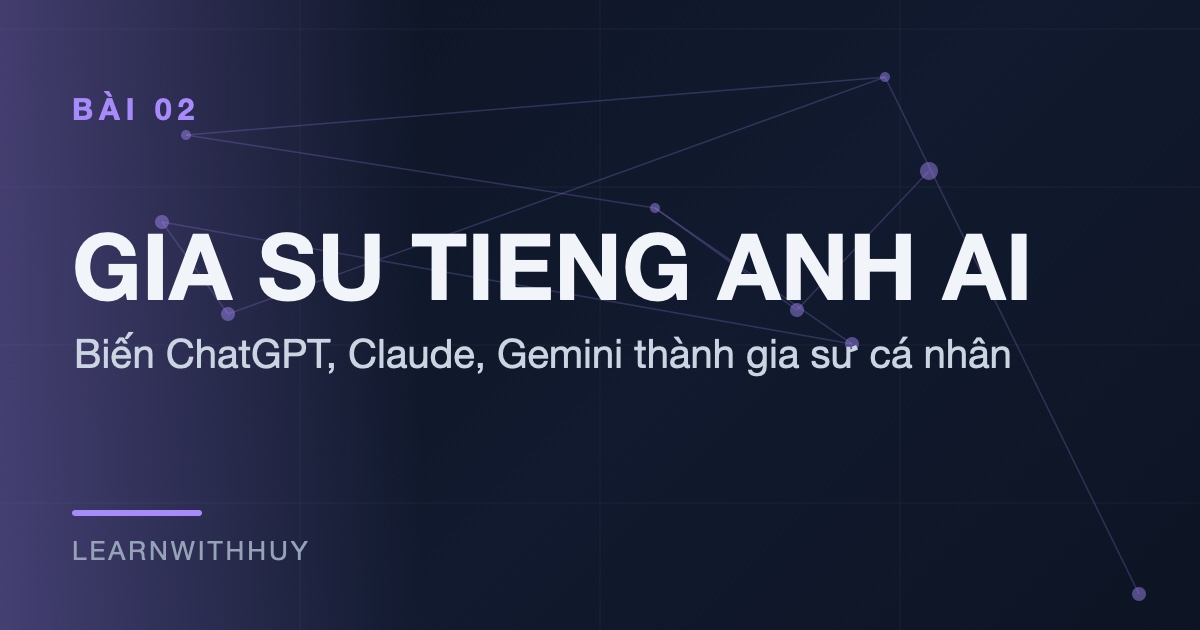 BÀI 02
GIA SU TIENG ANH AI
Biến ChatGPT, Claude, Gemini thành gia sư cá nhân
LEARNWITHHUY